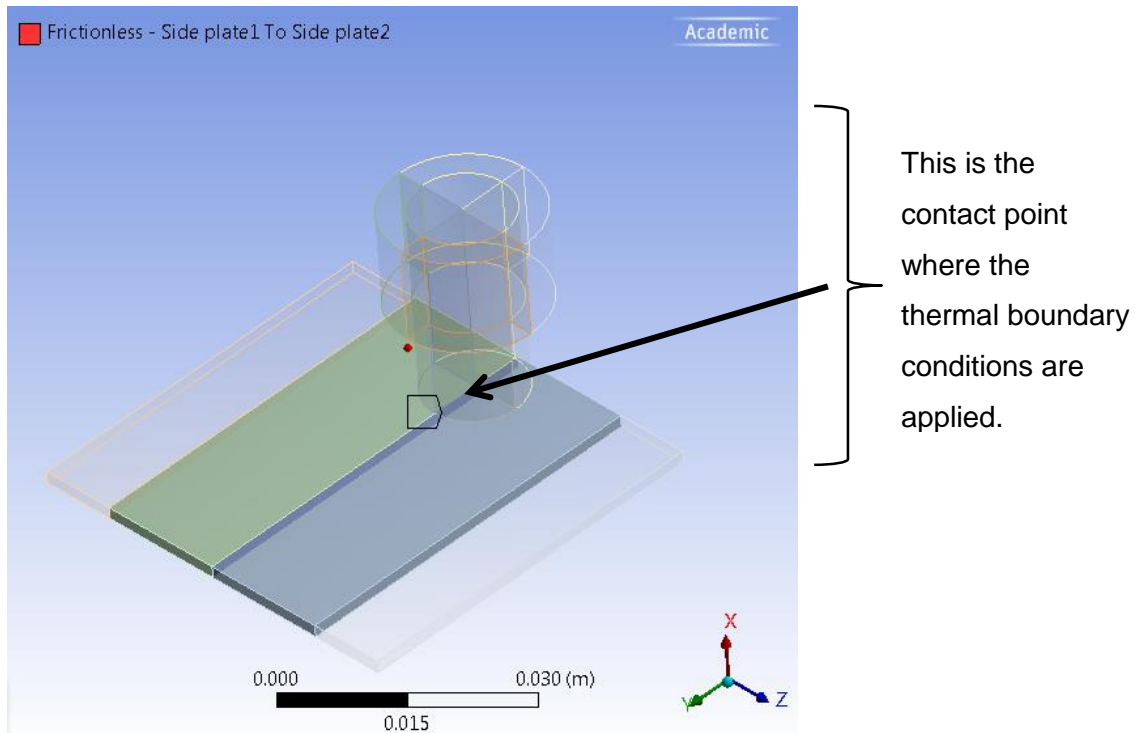 Frictionless - Side plate1 To Side plate2
Academic
This is the
contact point
where the
thermal boundary
conditions are
applied.
X
Y
Z
0.000
0.030 (m)
0.015